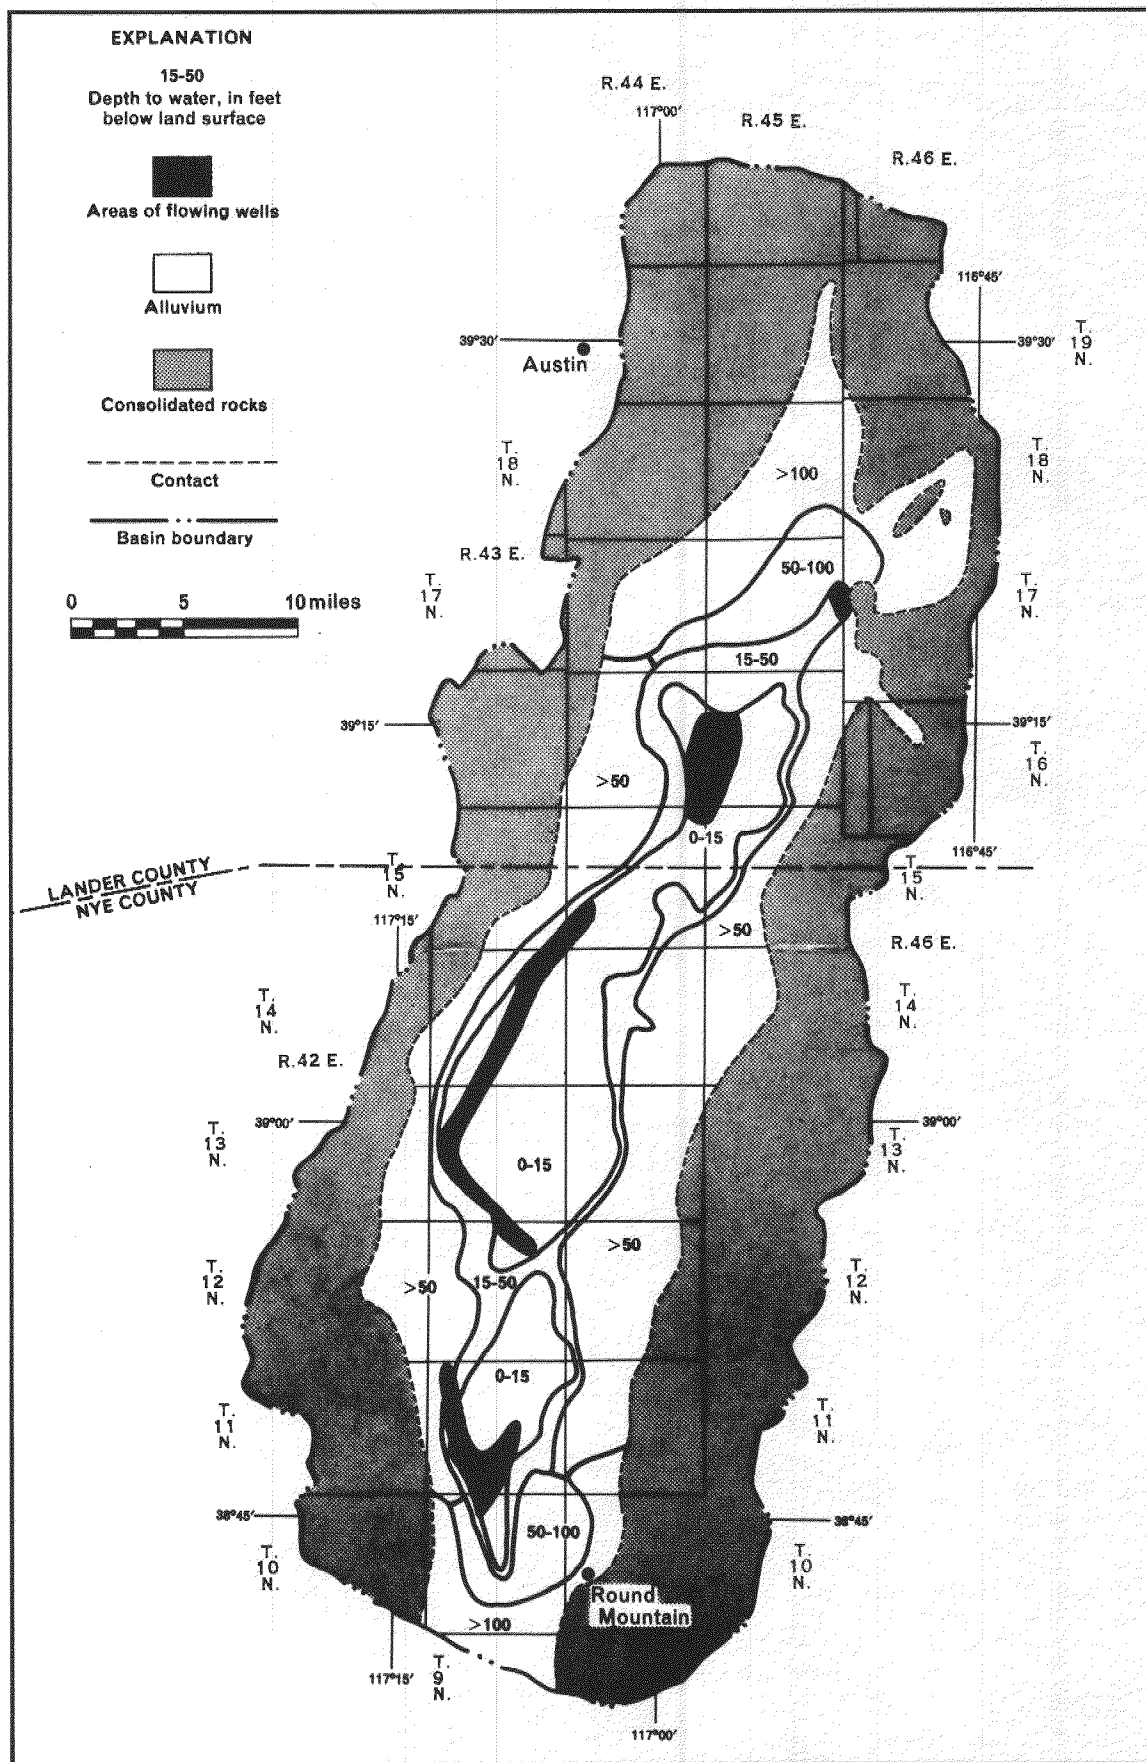 EXPLANATION
15-50
Depth to water, in feet
below land surface
Areas of flowing wells
Alluvium
Consolidated rocks
Contact
Basin boundary
0 5 10 miles
R.44 E.
117°00'
R.45 E.
R.46 E.
116°45'
39°30'
Austin
39°30'
T.
19
N.
T.
18
N.
>100
T.
18
N.
R.43 E.
50-100
T.
17
N.
T.
17
N.
15-50
39°15'
39°15'
T.
16
N.
>50
0-15
116°45'
LANDER COUNTY
NYE COUNTY
T.
15
N.
T.
15
N.
117°15'
>50
R.46 E.
T.
14
N.
T.
14
N.
R.42 E.
39°00'
39°00'
T.
13
N.
T.
13
N.
0-15
>50
T.
12
N.
>50
15-50
T.
12
N.
0-15
T.
11
N.
T.
11
N.
38°45'
38°45'
50-100
T.
10
N.
T.
10
N.
Round
Mountain
>100
117°15'
T.
9
N.
117°00'